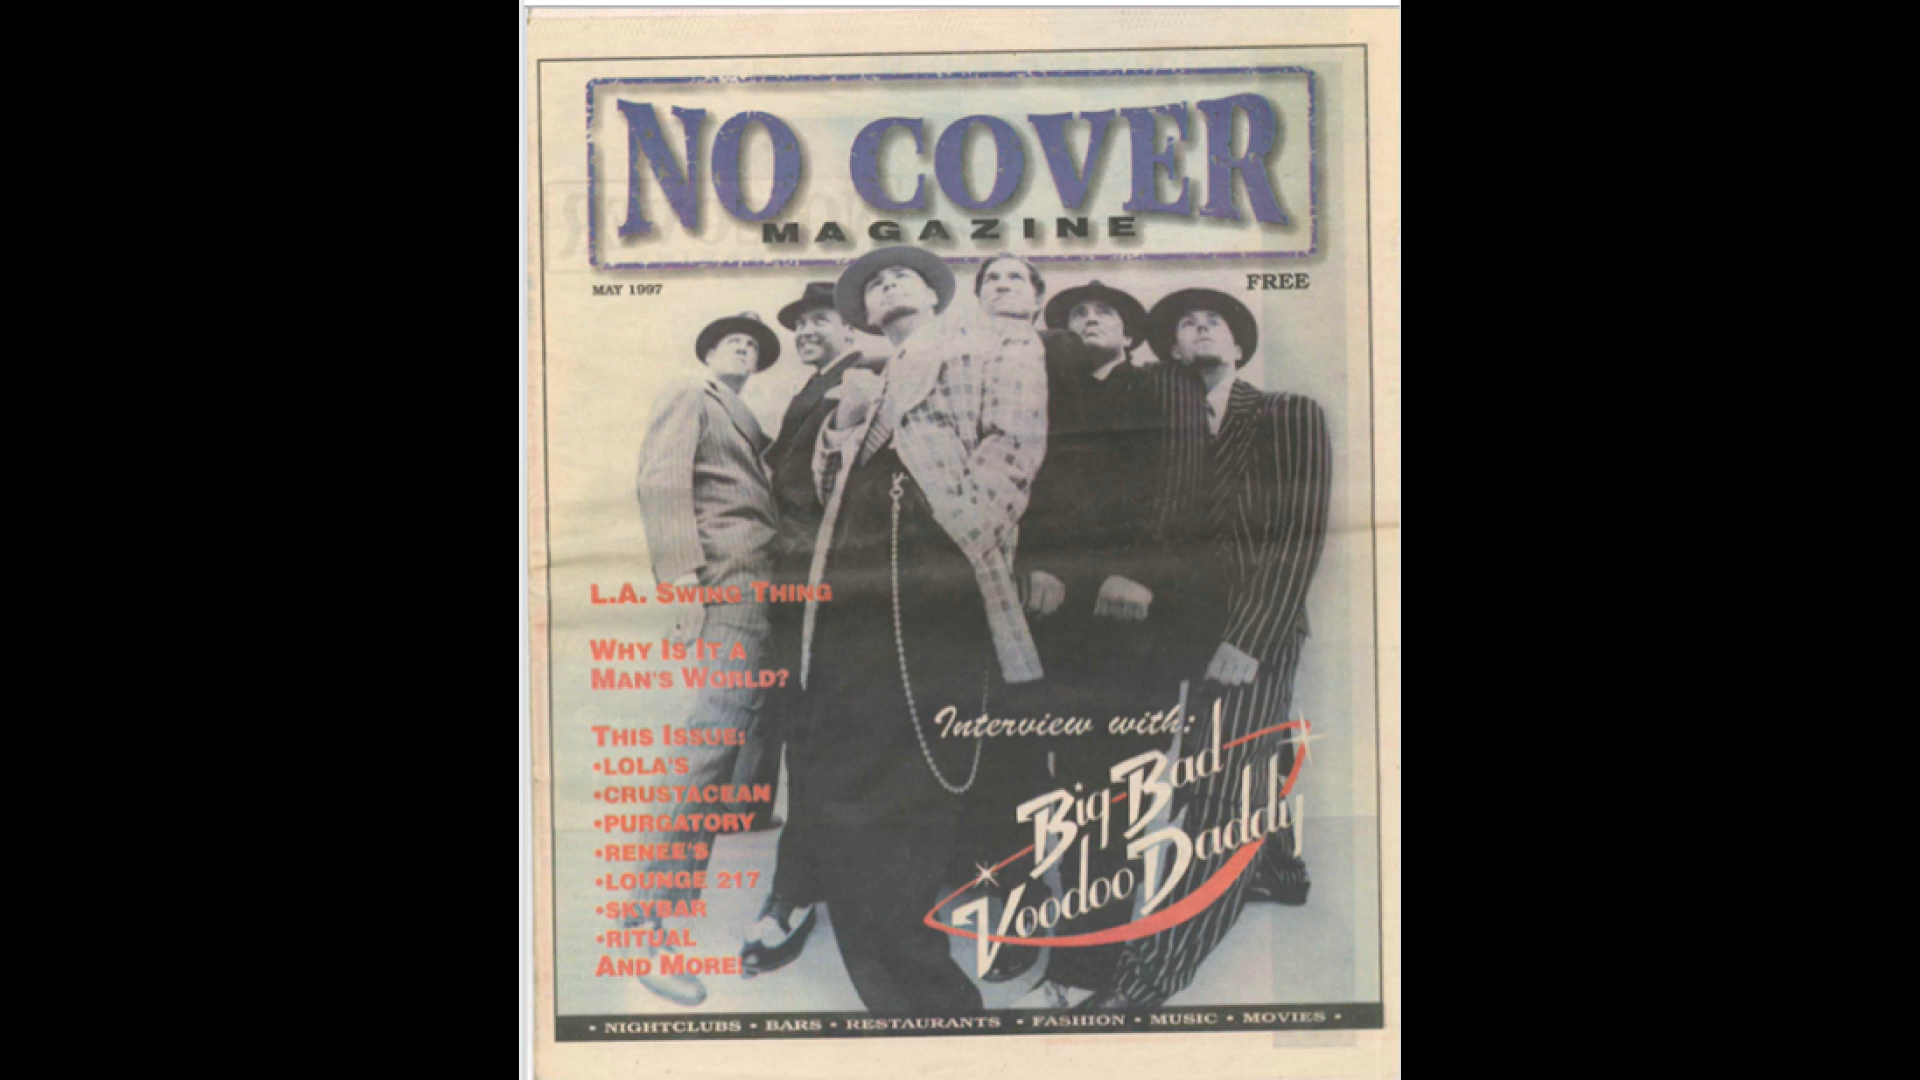 NO COVER
MAGAZINE
MAY 1997
FREE
L.A. SWING THING
WHY IS IT A
MAN'S WORLD?
THIS ISSUE:
•LOLA'S
•CRUSTACEAN
•PURGATORY
•RENEE'S
•LOUNGE 217
•SKYBAR
•RITUAL
AND MORE!
Interview with:
Big-Bad
Voodoo Daddy
• NIGHTCLUBS • BARS • RESTAURANTS • FASHION • MUSIC • MOVIES •